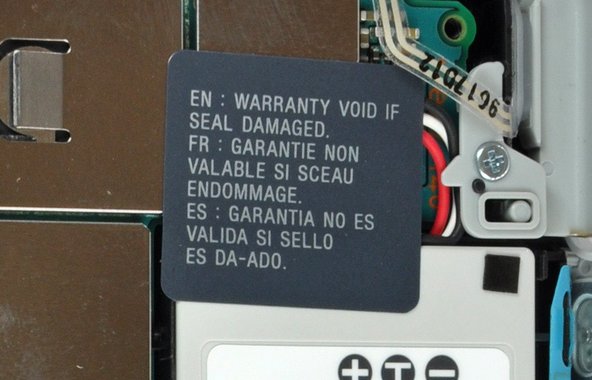 EN : WARRANTY VOID IF
SEAL DAMAGED.
FR : GARANTIE NON
VALABLE SI SCEAU
ENDOMMAGE.
ES : GARANTIA NO ES
VALIDA SI SELLO
ES DA-ADO.
9617D12
+ T −